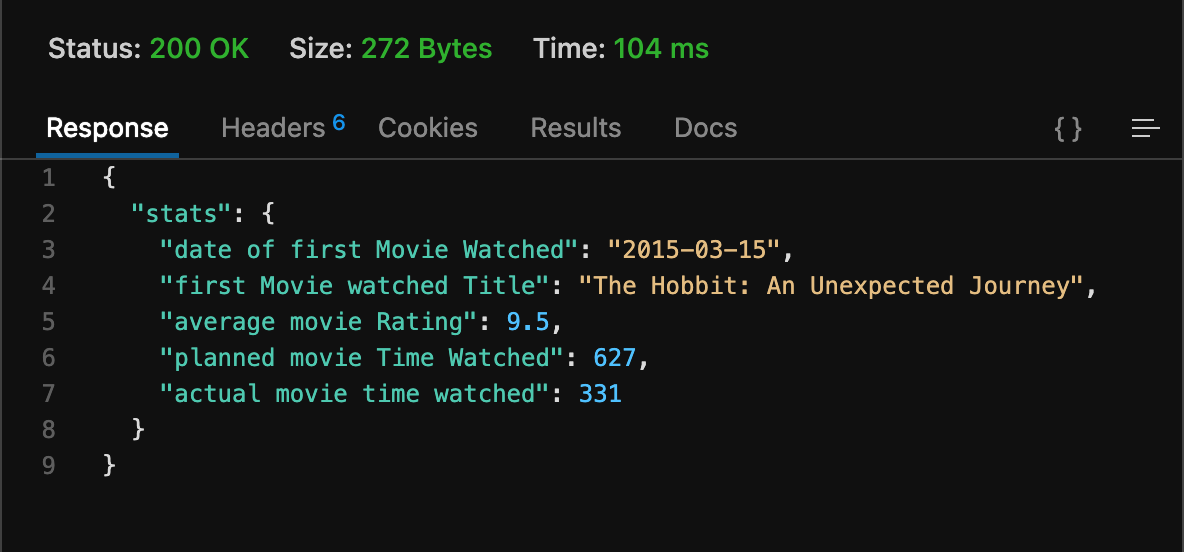 Status: 200 OK Size: 272 Bytes Time: 104 ms
Response Headers 6 Cookies Results Docs { }
1 {
2 "stats": {
3 "date of first Movie Watched": "2015-03-15",
4 "first Movie watched Title": "The Hobbit: An Unexpected Journey",
5 "average movie Rating": 9.5,
6 "planned movie Time Watched": 627,
7 "actual movie time watched": 331
8 }
9 }